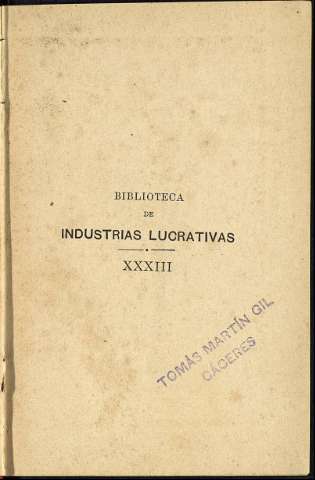 BIBLIOTECA
DE
INDUSTRIAS LUCRATIVAS
XXXIII
TOMÁS MARTÍN GIL
CÁCERES